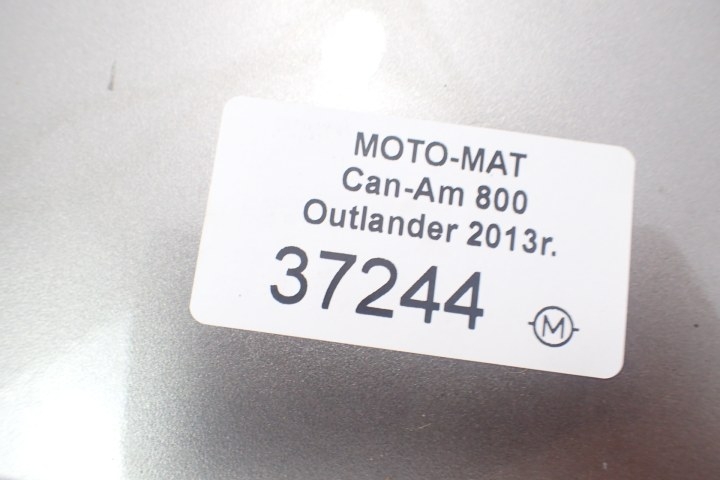 MOTO-MAT
Can-Am 800
Outlander 2013r.
37244
M